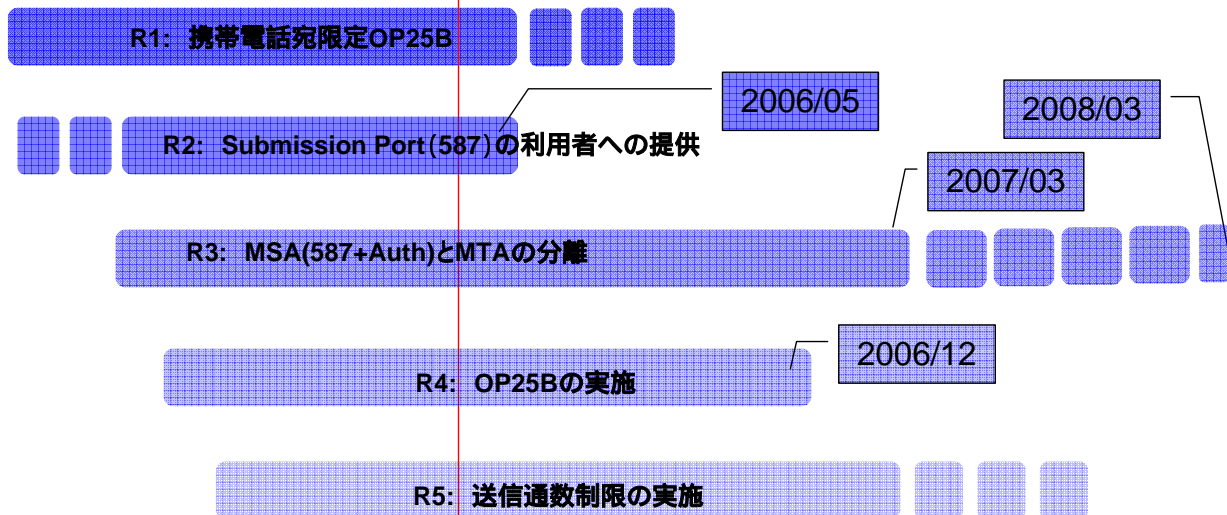 R1: 携帯電話宛限定OP25B
2006/05
2008/03
R2: Submission Port(587)の利用者への提供
2007/03
R3: MSA(587+Auth)とMTAの分離
2006/12
R4: OP25Bの実施
R5: 送信通数制限の実施